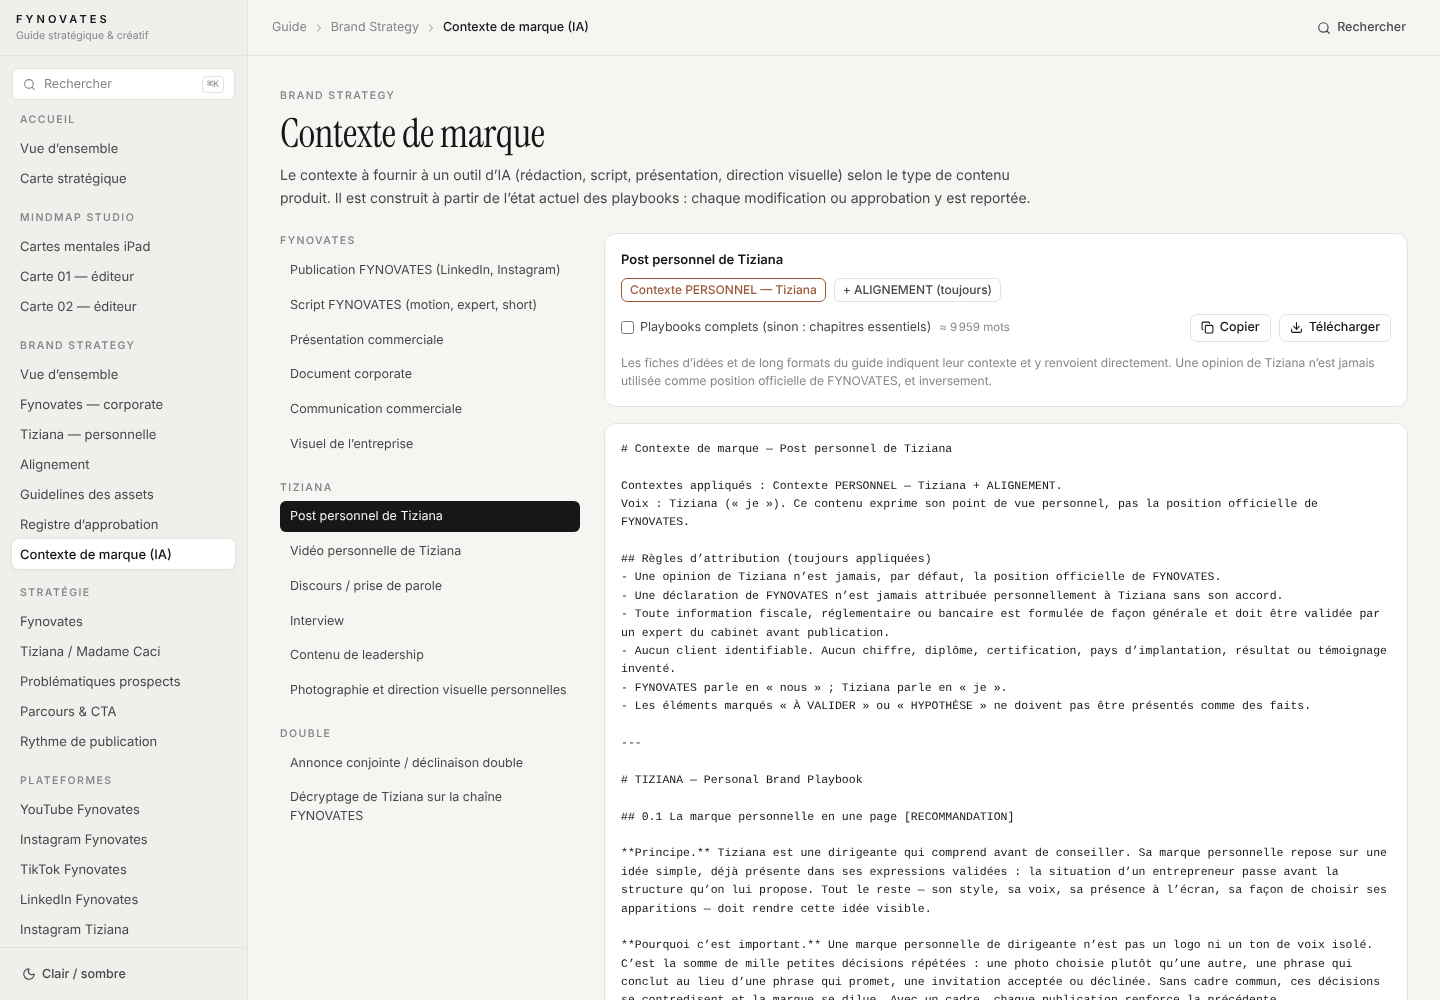 FYNOVATES
Guide stratégique & créatif
Rechercher
⌘K
ACCUEIL
Vue d’ensemble
Carte stratégique
MINDMAP STUDIO
Cartes mentales iPad
Carte 01 — éditeur
Carte 02 — éditeur
BRAND STRATEGY
Vue d’ensemble
Fynovates — corporate
Tiziana — personnelle
Alignement
Guidelines des assets
Registre d’approbation
Contexte de marque (IA)
STRATÉGIE
Fynovates
Tiziana / Madame Caci
Problématiques prospects
Parcours & CTA
Rythme de publication
PLATEFORMES
YouTube Fynovates
Instagram Fynovates
TikTok Fynovates
LinkedIn Fynovates
Instagram Tiziana
Clair / sombre
Guide
Brand Strategy
Contexte de marque (IA)
Rechercher
BRAND STRATEGY
Contexte de marque
Le contexte à fournir à un outil d’IA (rédaction, script, présentation, direction visuelle) selon le type de contenu
produit. Il est construit à partir de l’état actuel des playbooks : chaque modification ou approbation y est reportée.
FYNOVATES
Publication FYNOVATES (LinkedIn, Instagram)
Script FYNOVATES (motion, expert, short)
Présentation commerciale
Document corporate
Communication commerciale
Visuel de l’entreprise
TIZIANA
Post personnel de Tiziana
Vidéo personnelle de Tiziana
Discours / prise de parole
Interview
Contenu de leadership
Photographie et direction visuelle personnelles
DOUBLE
Annonce conjointe / déclinaison double
Décryptage de Tiziana sur la chaîne
FYNOVATES
Post personnel de Tiziana
Contexte PERSONNEL — Tiziana
+ ALIGNEMENT (toujours)
Playbooks complets (sinon : chapitres essentiels)
≈ 9 959 mots
Copier
Télécharger
Les fiches d’idées et de long formats du guide indiquent leur contexte et y renvoient directement. Une opinion de Tiziana n’est jamais
utilisée comme position officielle de FYNOVATES, et inversement.
# Contexte de marque — Post personnel de Tiziana
Contextes appliqués : Contexte PERSONNEL — Tiziana + ALIGNEMENT.
Voix : Tiziana (« je »). Ce contenu exprime son point de vue personnel, pas la position officielle de
FYNOVATES.
## Règles d’attribution (toujours appliquées)
- Une opinion de Tiziana n’est jamais, par défaut, la position officielle de FYNOVATES.
- Une déclaration de FYNOVATES n’est jamais attribuée personnellement à Tiziana sans son accord.
- Toute information fiscale, réglementaire ou bancaire est formulée de façon générale et doit être validée par
un expert du cabinet avant publication.
- Aucun client identifiable. Aucun chiffre, diplôme, certification, pays d’implantation, résultat ou témoignage
inventé.
- FYNOVATES parle en « nous » ; Tiziana parle en « je ».
- Les éléments marqués « À VALIDER » ou « HYPOTHÈSE » ne doivent pas être présentés comme des faits.
---
# TIZIANA — Personal Brand Playbook
## 0.1 La marque personnelle en une page [RECOMMANDATION]
**Principe.** Tiziana est une dirigeante qui comprend avant de conseiller. Sa marque personnelle repose sur une
idée simple, déjà présente dans ses expressions validées : la situation d’un entrepreneur passe avant la
structure qu’on lui propose. Tout le reste — son style, sa voix, sa présence à l’écran, sa façon de choisir ses
apparitions — doit rendre cette idée visible.
**Pourquoi c’est important.** Une marque personnelle de dirigeante n’est pas un logo ni un ton de voix isolé.
C’est la somme de mille petites décisions répétées : une photo choisie plutôt qu’une autre, une phrase qui
conclut au lieu d’une phrase qui promet, une invitation acceptée ou déclinée. Sans cadre commun, ces décisions
se contredisent et la marque se dilue. Avec un cadre, chaque publication renforce la précédente.